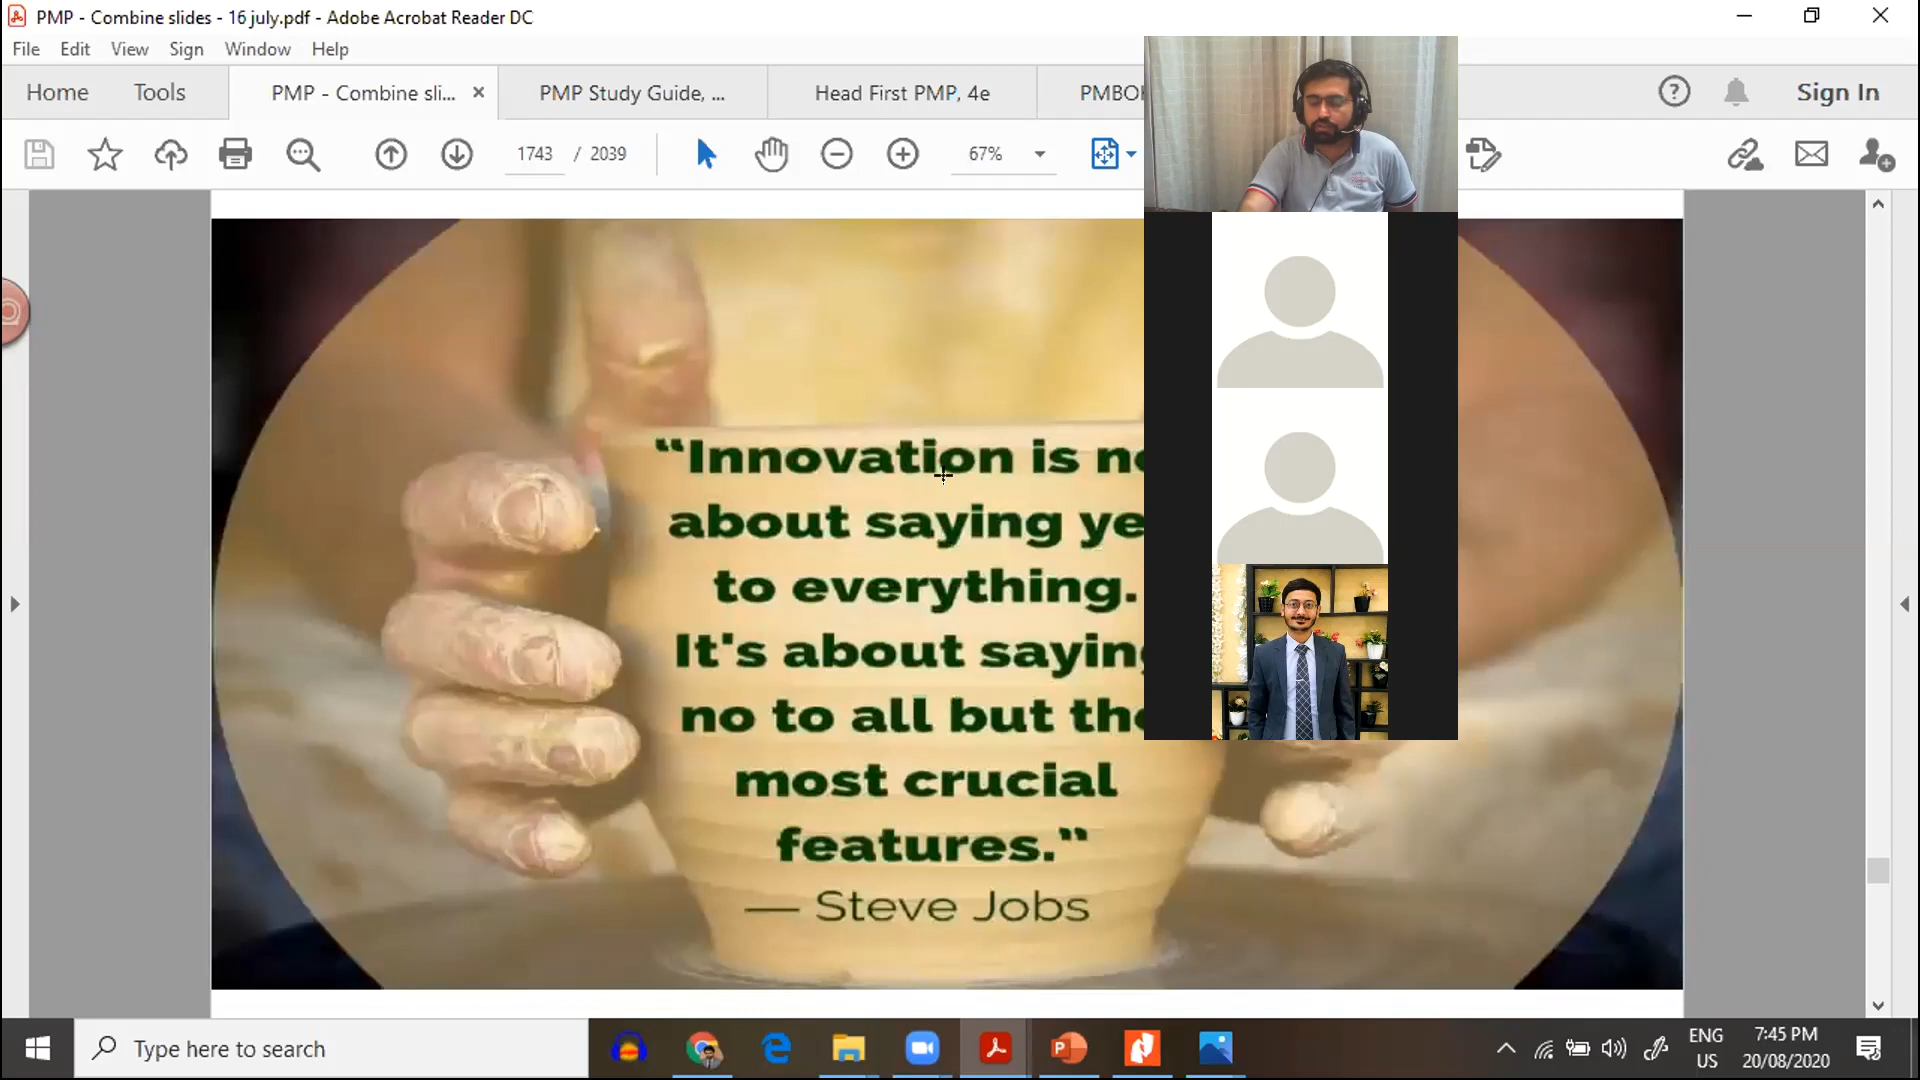 PMP - Combine slides - 16 july.pdf - Adobe Acrobat Reader DC
File Edit View Sign Window Help
Home Tools PMP - Combine sli... PMP Study Guide, ... Head First PMP, 4e Sign In
1743 / 2039 67%
“Innovation is
about saying
to everything.
It's about
no to all but
most crucial
features.”
— Steve Jobs
Type here to search
ENG 7:45 PM
US 20/08/2020